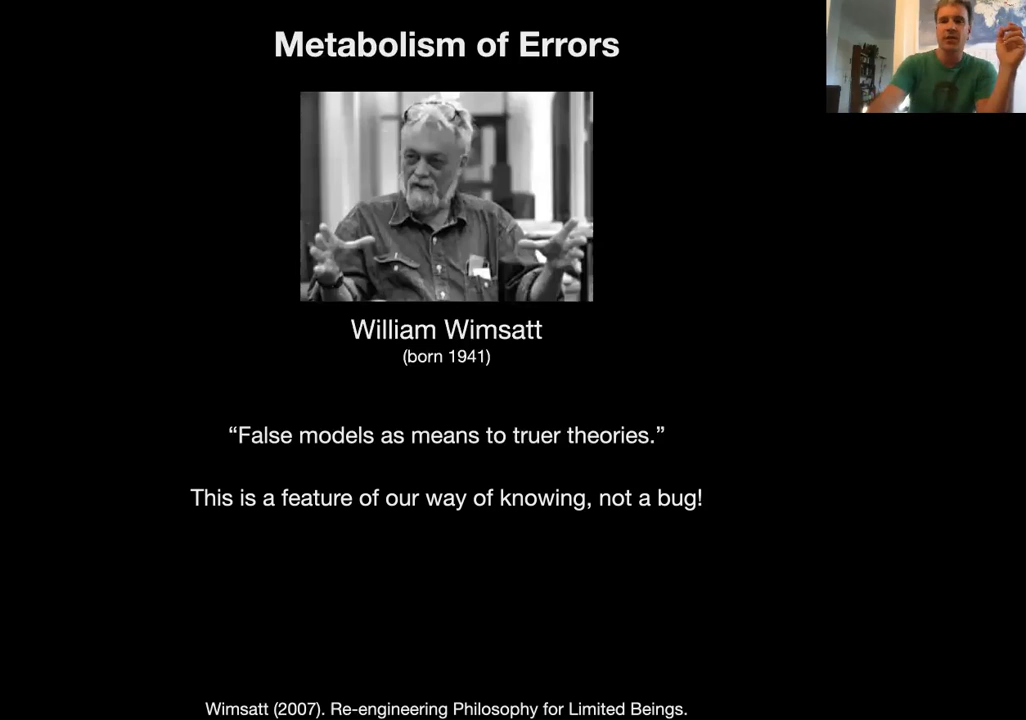 Metabolism of Errors
William Wimsatt
(born 1941)
“False models as means to truer theories.”
This is a feature of our way of knowing, not a bug!
Wimsatt (2007). Re-engineering Philosophy for Limited Beings.